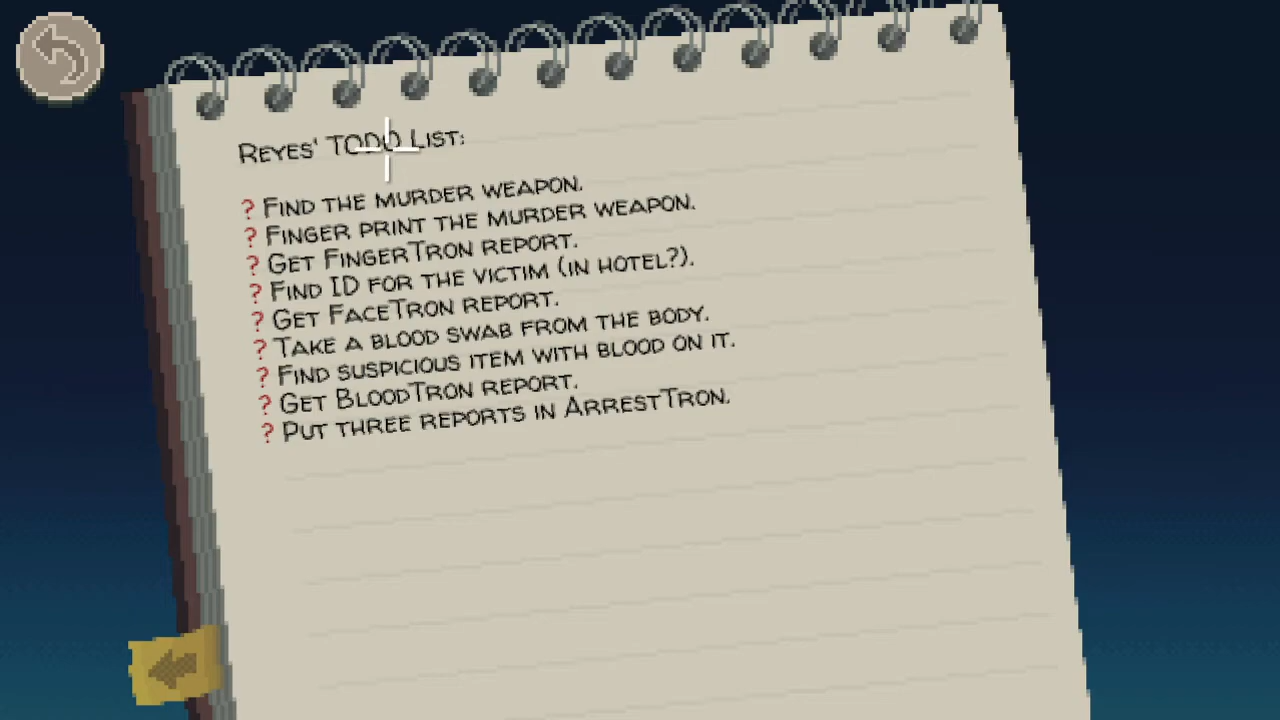 REYES' TODO LIST:
? FIND THE MURDER WEAPON.
? FINGER PRINT THE MURDER WEAPON.
? GET FINGERTRON REPORT.
? FIND ID FOR THE VICTIM (IN HOTEL?).
? GET FACETRON REPORT.
? TAKE A BLOOD SWAB FROM THE BODY.
? FIND SUSPICIOUS ITEM WITH BLOOD ON IT.
? GET BLOODTRON REPORT.
? PUT THREE REPORTS IN ARRESTTRON.